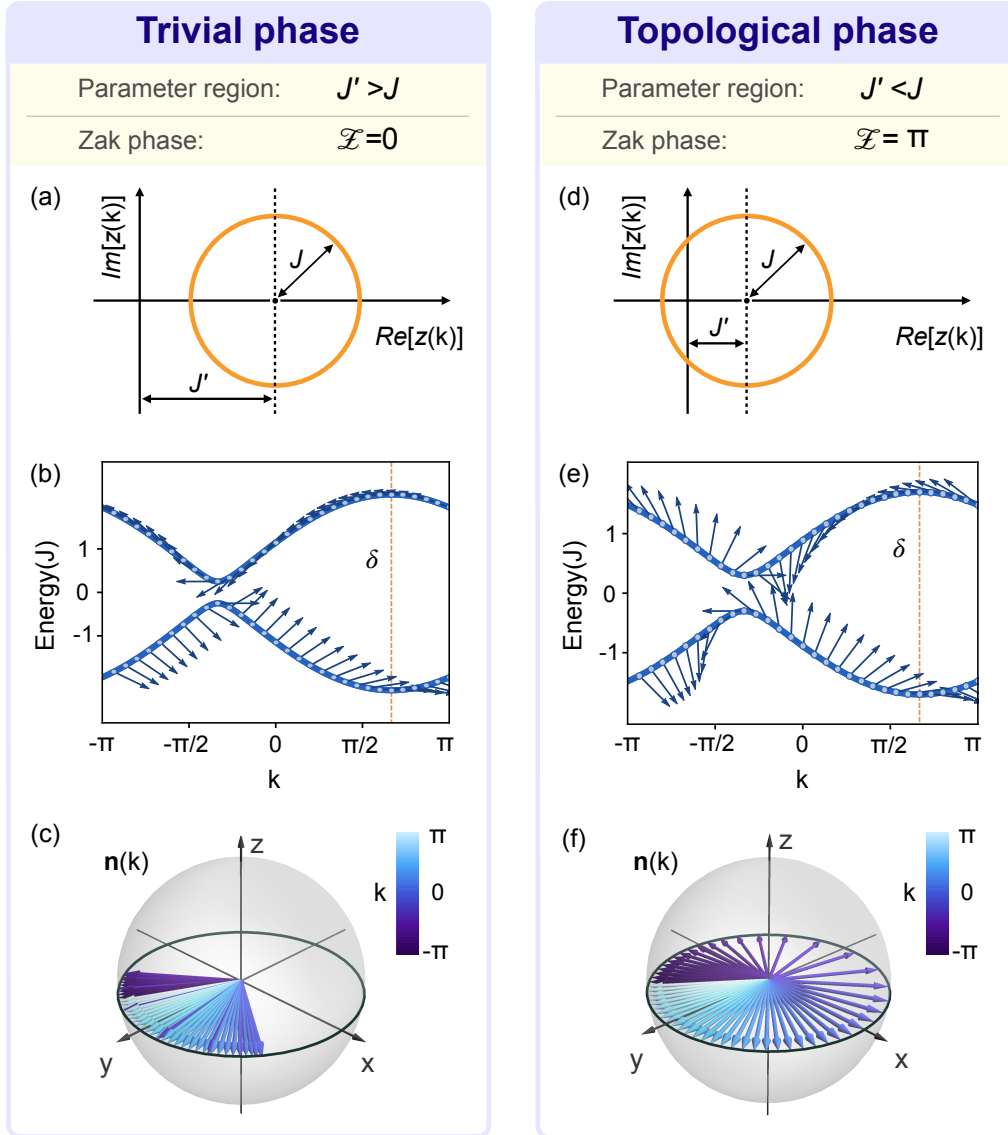 Trivial phase
Parameter region: J′ >J
Zak phase: 𝒵=0
(a)
Im[z(k)]
J
Re[z(k)]
J′
(b)
Energy(J)
1
0
-1
δ
-π -π/2 0 π/2 π
k
(c)
n(k)
z
k
π
0
-π
y
x
Topological phase
Parameter region: J′ <J
Zak phase: 𝒵= π
(d)
Im[z(k)]
J
J′
Re[z(k)]
(e)
Energy(J)
1
0
-1
δ
-π -π/2 0 π/2 π
k
(f)
n(k)
z
k
π
0
-π
y
x